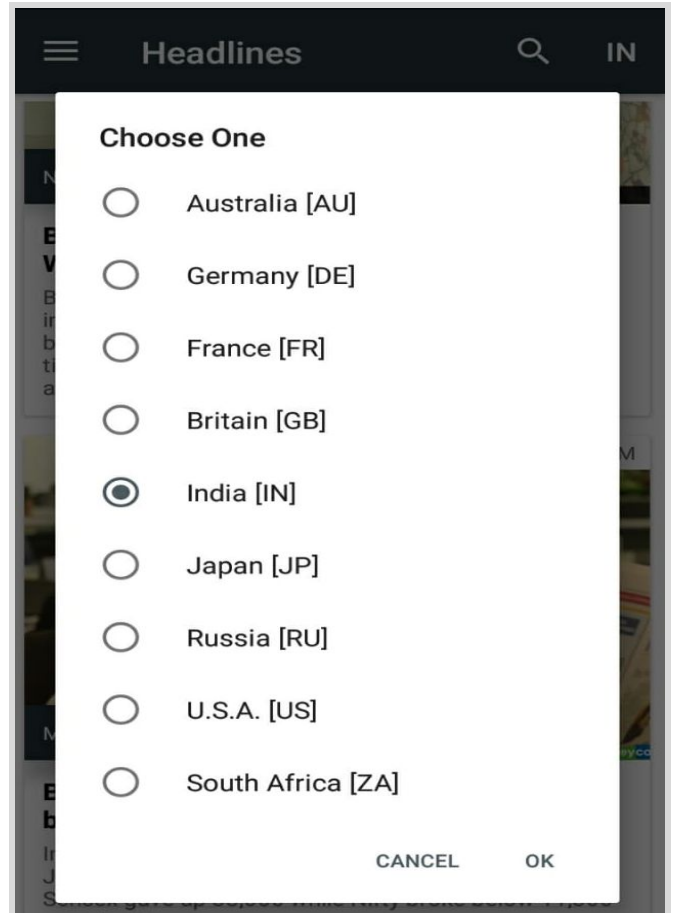 Headlines
IN
Choose One
Australia [AU]
Germany [DE]
France [FR]
Britain [GB]
India [IN]
Japan [JP]
Russia [RU]
U.S.A. [US]
South Africa [ZA]
CANCEL
OK